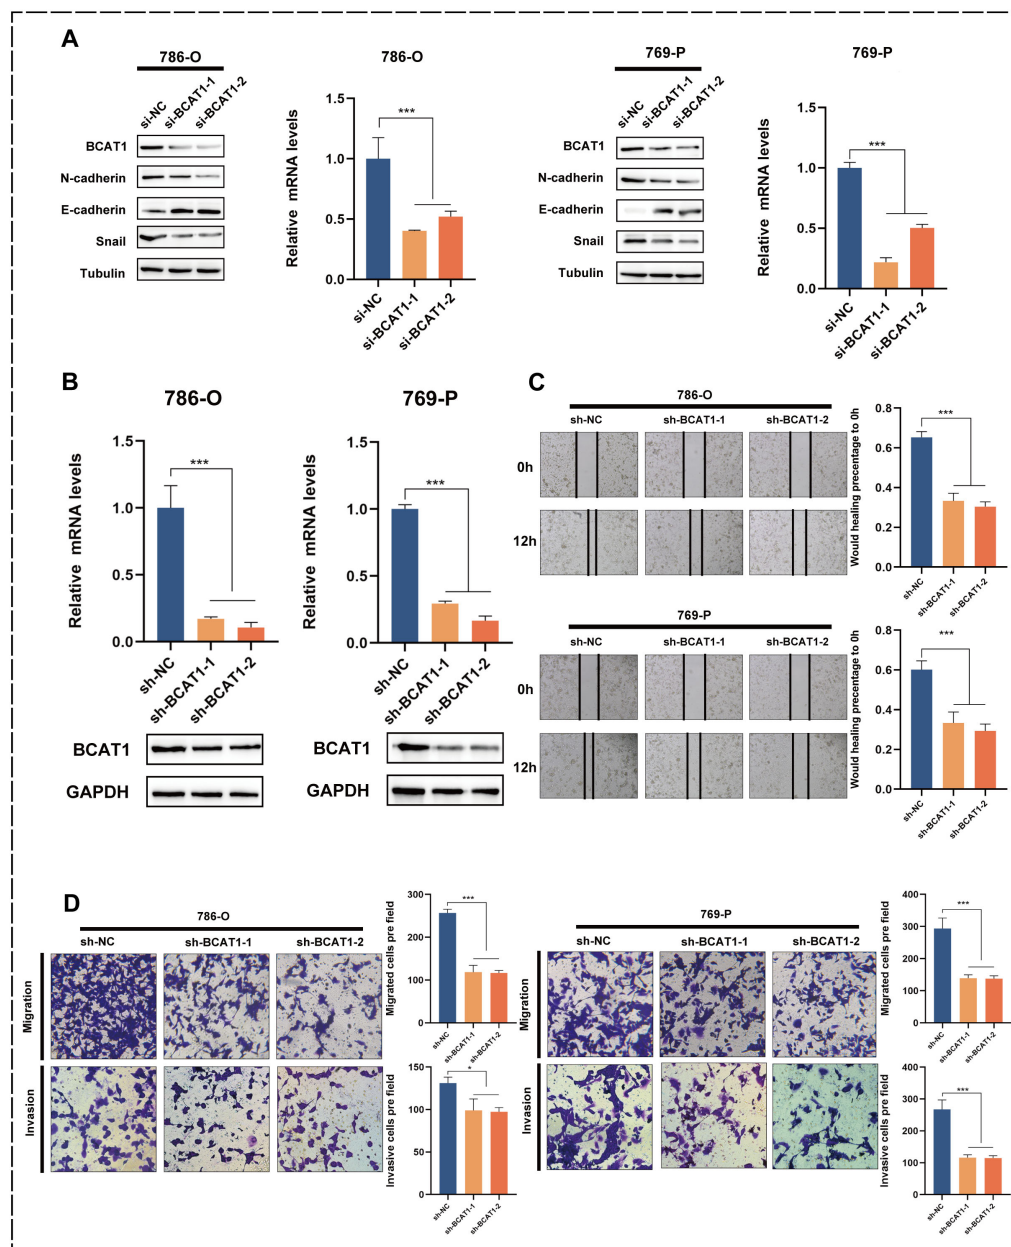 A
786-O
si-NC
si-BCAT1-1
si-BCAT1-2
BCAT1
N-cadherin
E-cadherin
Snail
Tubulin
786-O
Relative mRNA levels
1.5
1.0
0.5
0.0
***
si-NC
si-BCAT1-1
si-BCAT1-2
769-P
si-NC
si-BCAT1-1
si-BCAT1-2
BCAT1
N-cadherin
E-cadherin
Snail
Tubulin
769-P
Relative mRNA levels
1.5
1.0
0.5
0.0
***
si-NC
si-BCAT1-1
si-BCAT1-2
B
786-O
Relative mRNA levels
1.5
1.0
0.5
0.0
***
sh-NC
sh-BCAT1-1
sh-BCAT1-2
BCAT1
GAPDH
769-P
Relative mRNA levels
1.5
1.0
0.5
0.0
***
sh-NC
sh-BCAT1-1
sh-BCAT1-2
BCAT1
GAPDH
C
786-O
sh-NC sh-BCAT1-1 sh-BCAT1-2
0h
12h
Would healing precentage to 0h
0.8
0.6
0.4
0.2
0.0
***
sh-NC
sh-BCAT1-1
sh-BCAT1-2
769-P
0h
12h
Would healing precentage to 0h
0.8
0.6
0.4
0.2
0.0
***
sh-NC
sh-BCAT1-1
sh-BCAT1-2
D
786-O
sh-NC sh-BCAT1-1 sh-BCAT1-2
Migration
Invasion
Migrated cells pre field
300
200
100
0
***
sh-NC
sh-BCAT1-1
sh-BCAT1-2
Invasive cells pre field
150
100
50
0
*
sh-NC
sh-BCAT1-1
sh-BCAT1-2
769-P
sh-NC sh-BCAT1-1 sh-BCAT1-2
Migration
Invasion
Migrated cells pre field
400
300
200
100
0
***
sh-NC
sh-BCAT1-1
sh-BCAT1-2
Invasive cells pre field
400
300
200
100
0
***
sh-NC
sh-BCAT1-1
sh-BCAT1-2